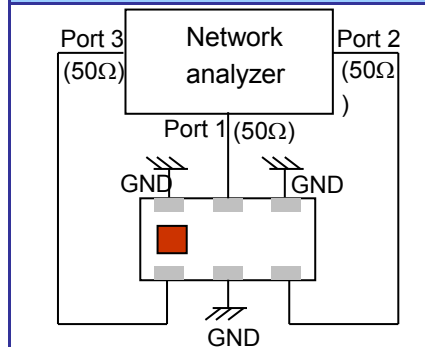 Port 3
Network
analyzer
Port 2
(50Ω)
(50Ω
)
Port 1
(50Ω)
GND
GND
GND